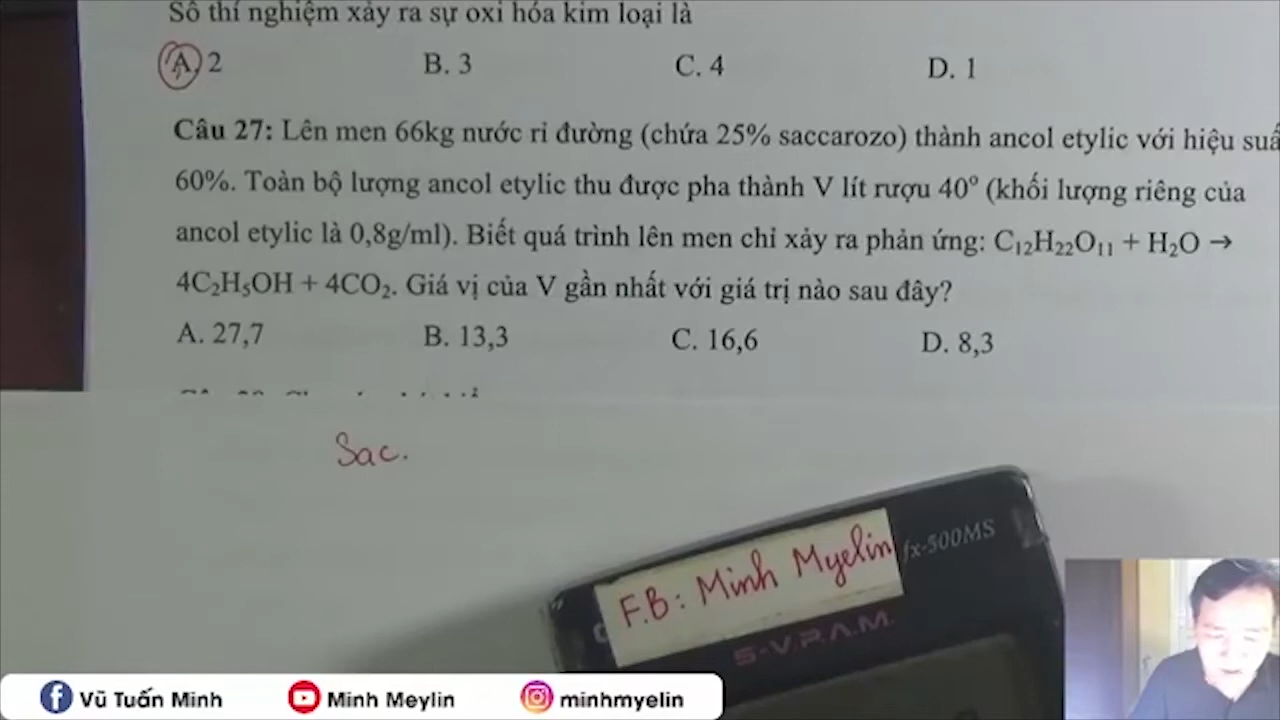 Số thí nghiệm xảy ra sự oxi hóa kim loại là
A. 2 B. 3 C. 4 D. 1
Câu 27: Lên men 66kg nước rỉ đường (chứa 25% saccarozo) thành ancol etylic với hiệu suấ
60%. Toàn bộ lượng ancol etylic thu được pha thành V lít rượu 40° (khối lượng riêng của
ancol etylic là 0,8g/ml). Biết quá trình lên men chỉ xảy ra phản ứng: C₁₂H₂₂O₁₁ + H₂O →
4C₂H₅OH + 4CO₂. Giá vị của V gần nhất với giá trị nào sau đây?
A. 27,7 B. 13,3 C. 16,6 D. 8,3
Sac.
F.B: Minh Myelin
fx-500MS
S-V.P.A.M.
Vũ Tuấn Minh Minh Meylin minhmyelin